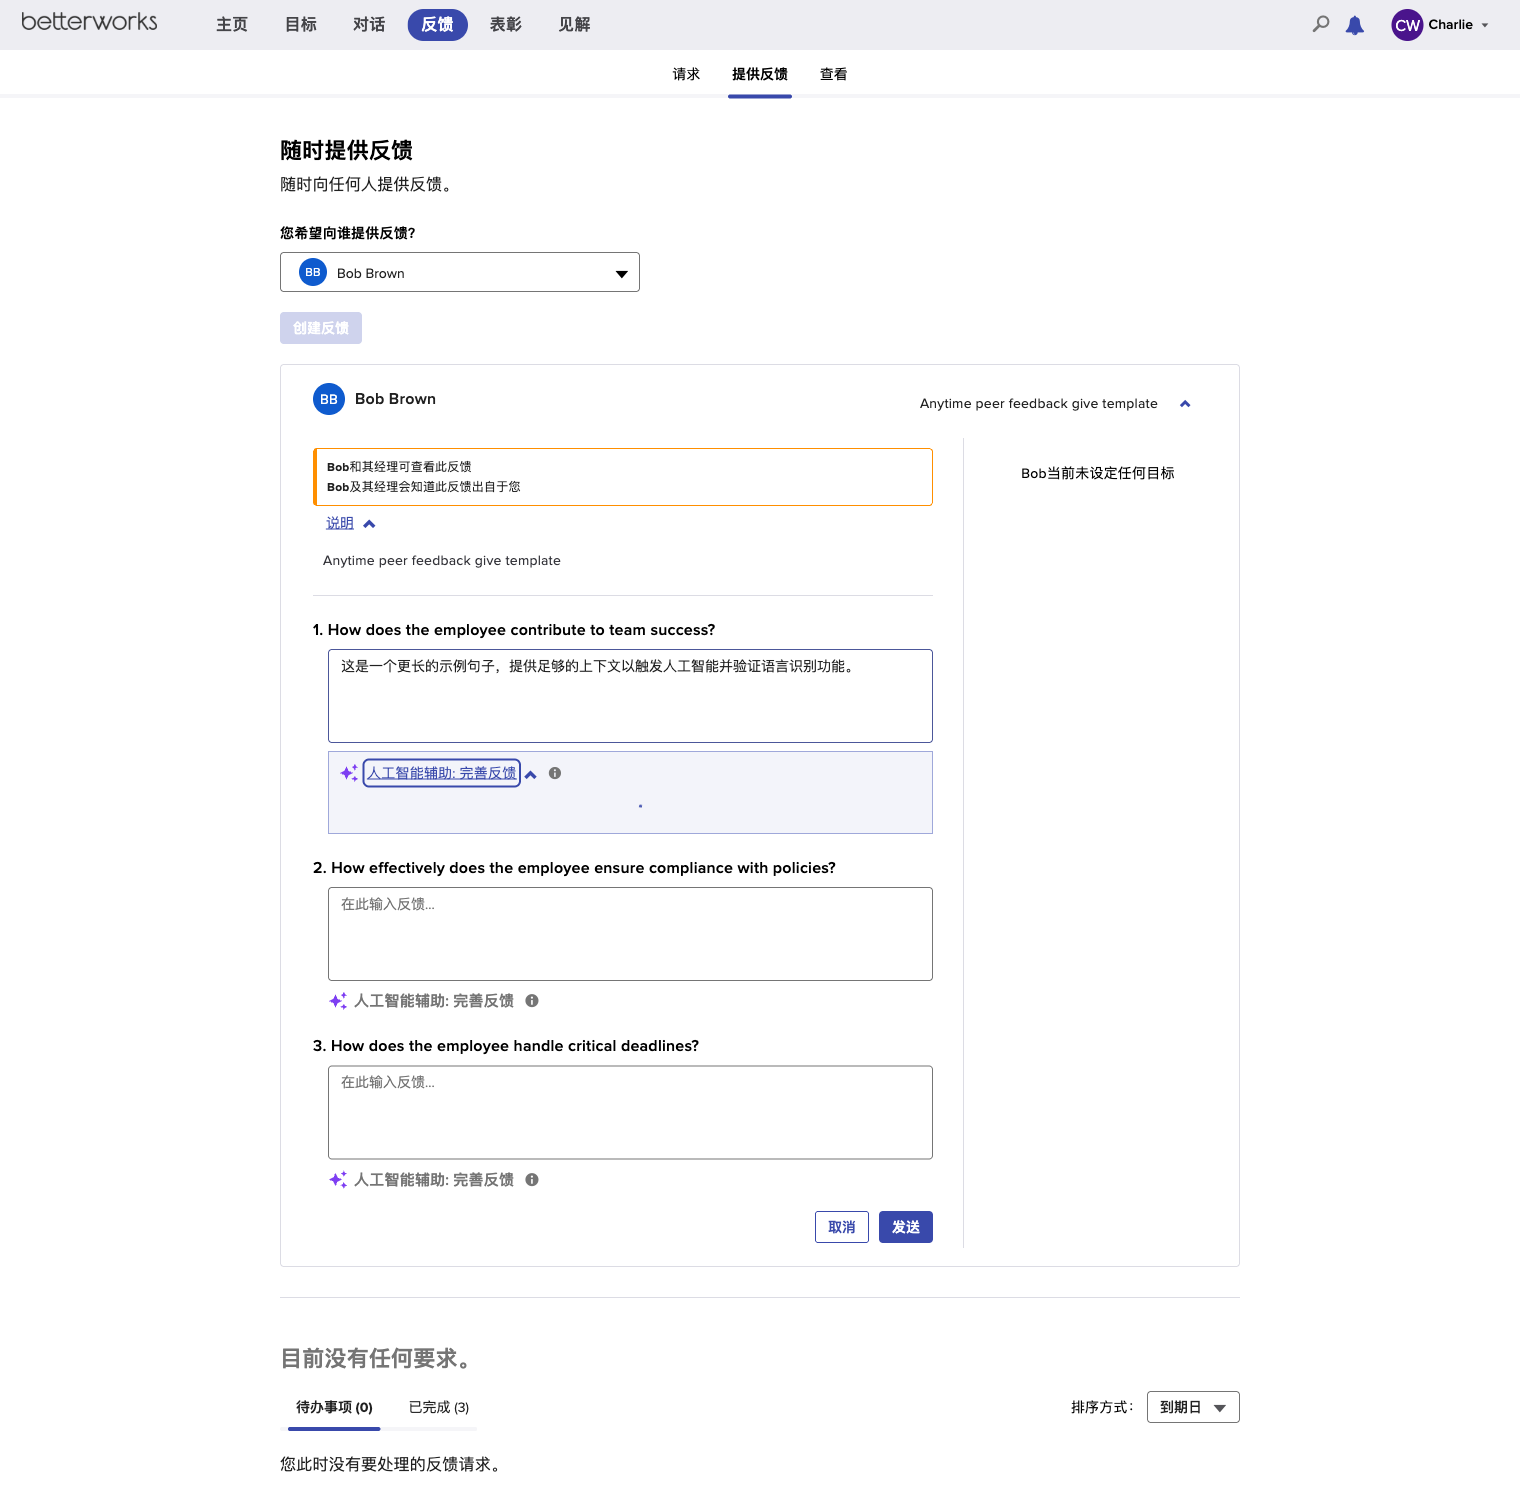 betterworks
主页
目标
对话
反馈
表彰
见解
CW
Charlie
请求
提供反馈
查看
随时提供反馈
随时向任何人提供反馈。
您希望向谁提供反馈?
BB
Bob Brown
创建反馈
BB
Bob Brown
Anytime peer feedback give template
Bob和其经理可查看此反馈
Bob及其经理会知道此反馈出自于您
Bob当前未设定任何目标
说明
Anytime peer feedback give template
1. How does the employee contribute to team success?
这是一个更长的示例句子，提供足够的上下文以触发人工智能并验证语言识别功能。
人工智能辅助: 完善反馈
2. How effectively does the employee ensure compliance with policies?
在此输入反馈...
人工智能辅助: 完善反馈
3. How does the employee handle critical deadlines?
在此输入反馈...
人工智能辅助: 完善反馈
取消
发送
目前没有任何要求。
待办事项 (0)
已完成 (3)
排序方式：
到期日
您此时没有要处理的反馈请求。